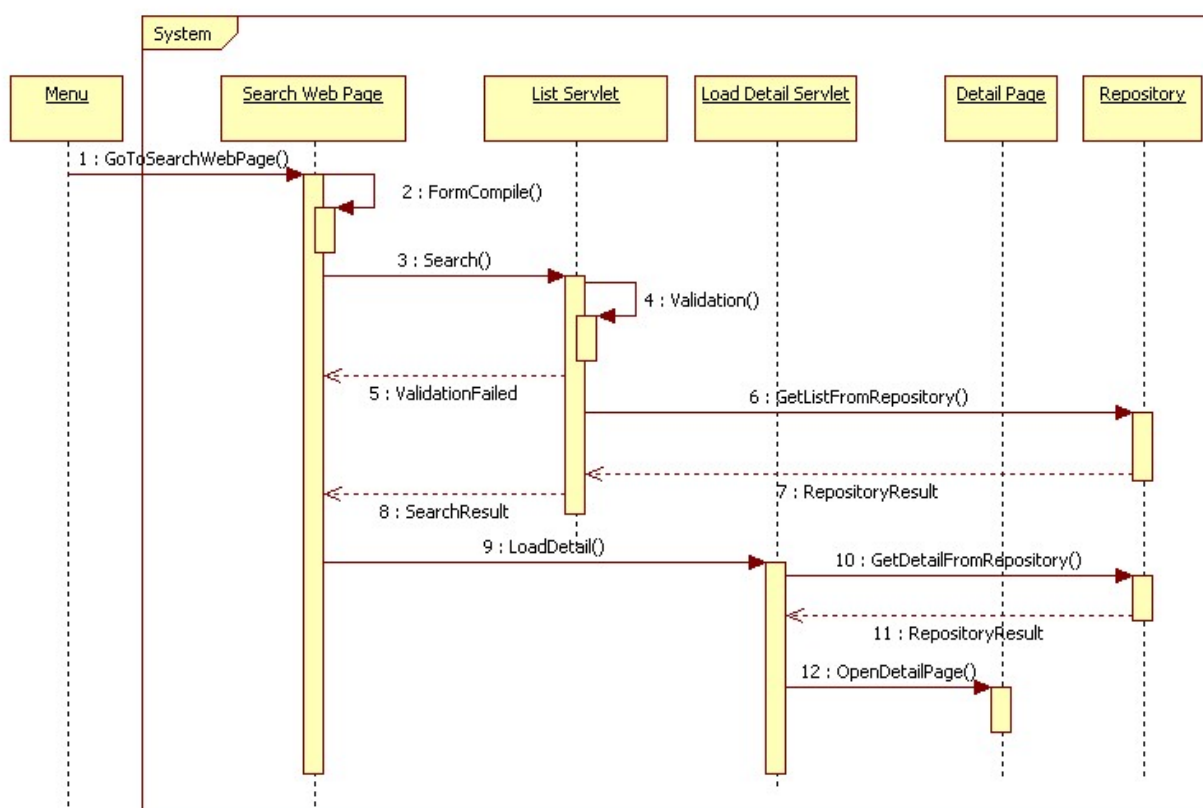 System
Menu
Search Web Page
List Servlet
Load Detail Servlet
Detail Page
Repository
1 : GoToSearchWebPage()
2 : FormCompile()
3 : Search()
4 : Validation()
5 : ValidationFailed
6 : GetListFromRepository()
7 : RepositoryResult
8 : SearchResult
9 : LoadDetail()
10 : GetDetailFromRepository()
11 : RepositoryResult
12 : OpenDetailPage()